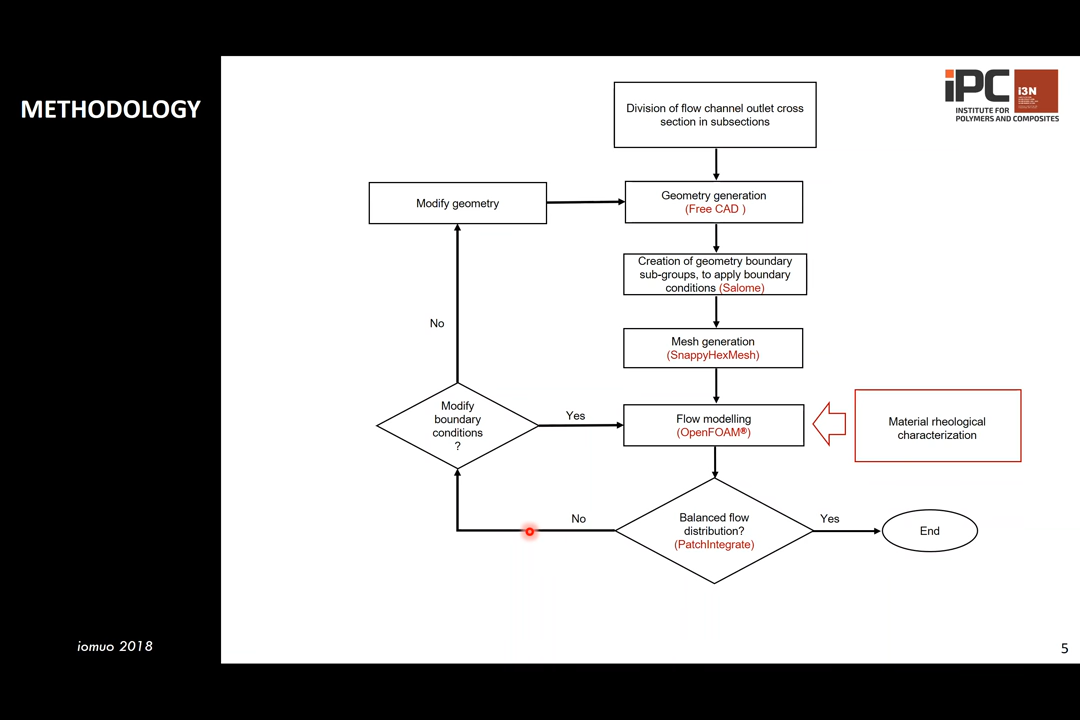 METHODOLOGY
iPC
i3N
INSTITUTE FOR
POLYMERS AND COMPOSITES
Division of flow channel outlet cross
section in subsections
Modify geometry
Geometry generation
(Free CAD )
Creation of geometry boundary
sub-groups, to apply boundary
conditions (Salome)
No
Mesh generation
(SnappyHexMesh)
Modify
boundary
conditions
?
Yes
Flow modelling
(OpenFOAM®)
Material rheological
characterization
No
Balanced flow
distribution?
(PatchIntegrate)
Yes
End
iomuo 2018
5